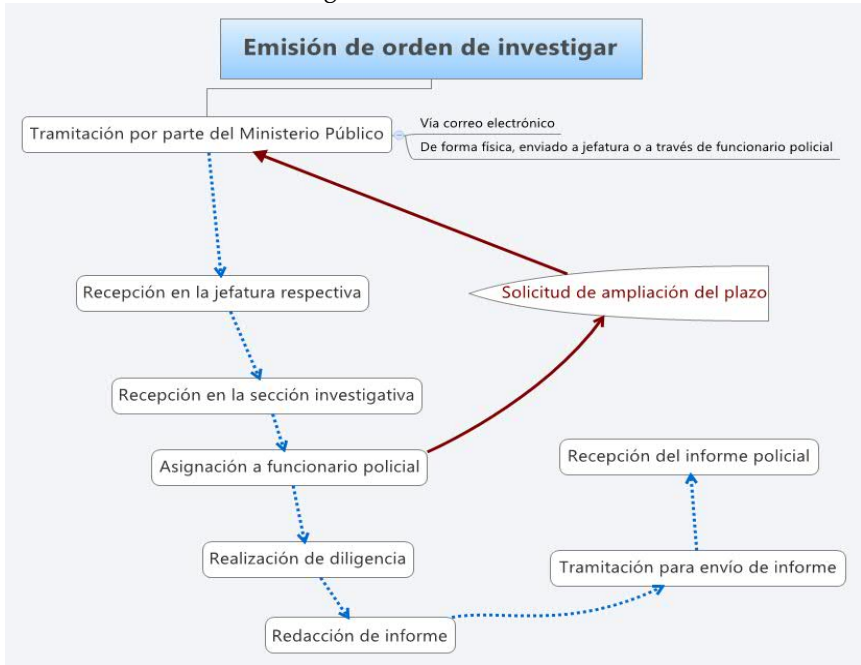 Emisión de orden de investigar
Tramitación por parte del Ministerio Público
Vía correo electrónico
De forma física, enviado a jefatura o a través de funcionario policial
Recepción en la jefatura respectiva
Solicitud de ampliación del plazo
Recepción en la sección investigativa
Asignación a funcionario policial
Recepción del informe policial
Realización de diligencia
Tramitación para envío de informe
Redacción de informe